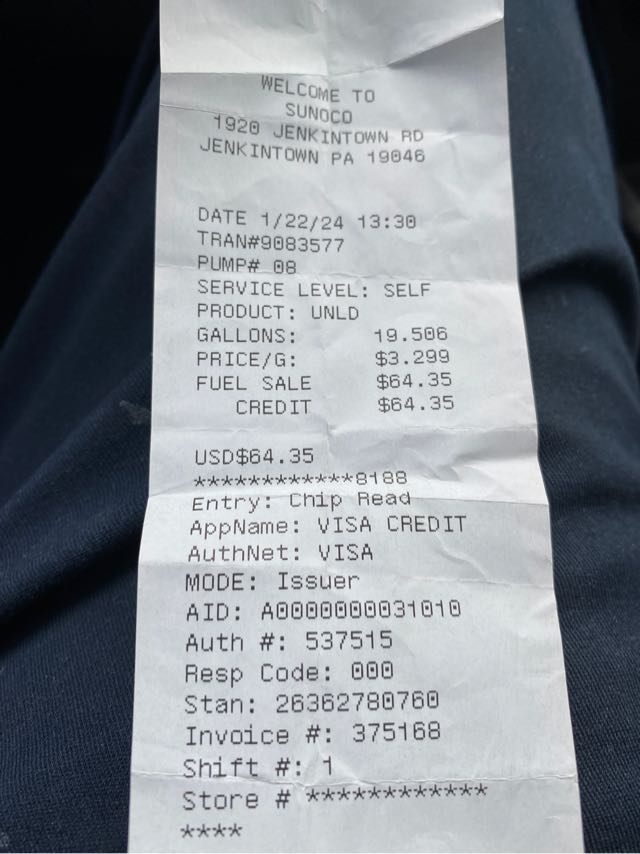 WELCOME TO
SUNOCO
1920 JENKINTOWN RD
JENKINTOWN PA 19046
DATE 1/22/24 13:30
TRAN#9083577
PUMP# 08
SERVICE LEVEL: SELF
PRODUCT: UNLD
GALLONS: 19.506
PRICE/G: $3.299
FUEL SALE $64.35
CREDIT $64.35
USD$64.35
************8188
Entry: Chip Read
AppName: VISA CREDIT
AuthNet: VISA
MODE: Issuer
AID: A0000000031010
Auth #: 537515
Resp Code: 000
Stan: 26362780760
Invoice #: 375168
Shift #: 1
Store # ************
****